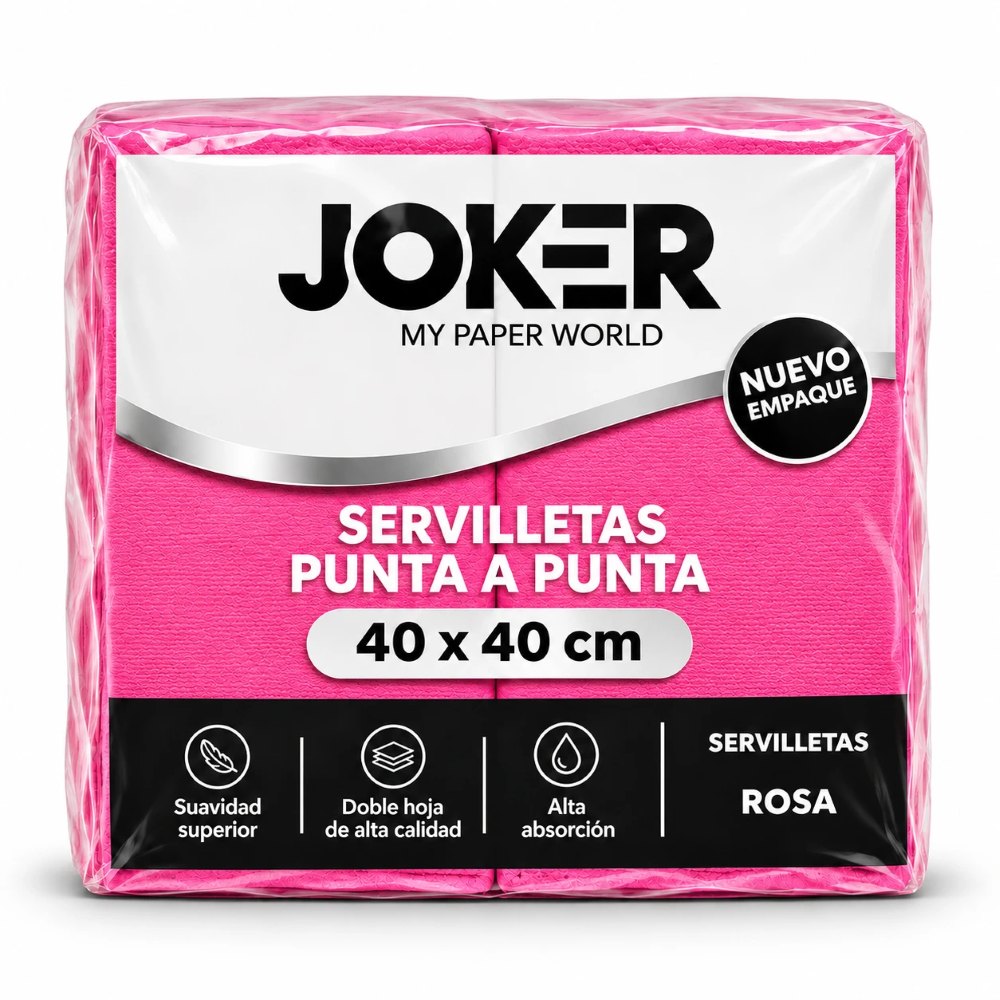 JOKER
MY PAPER WORLD
NUEVO
EMPAQUE
SERVILLETAS
PUNTA A PUNTA
40 x 40 cm
Suavidad
superior
Doble hoja
de alta calidad
Alta
absorción
SERVILLETAS
ROSA